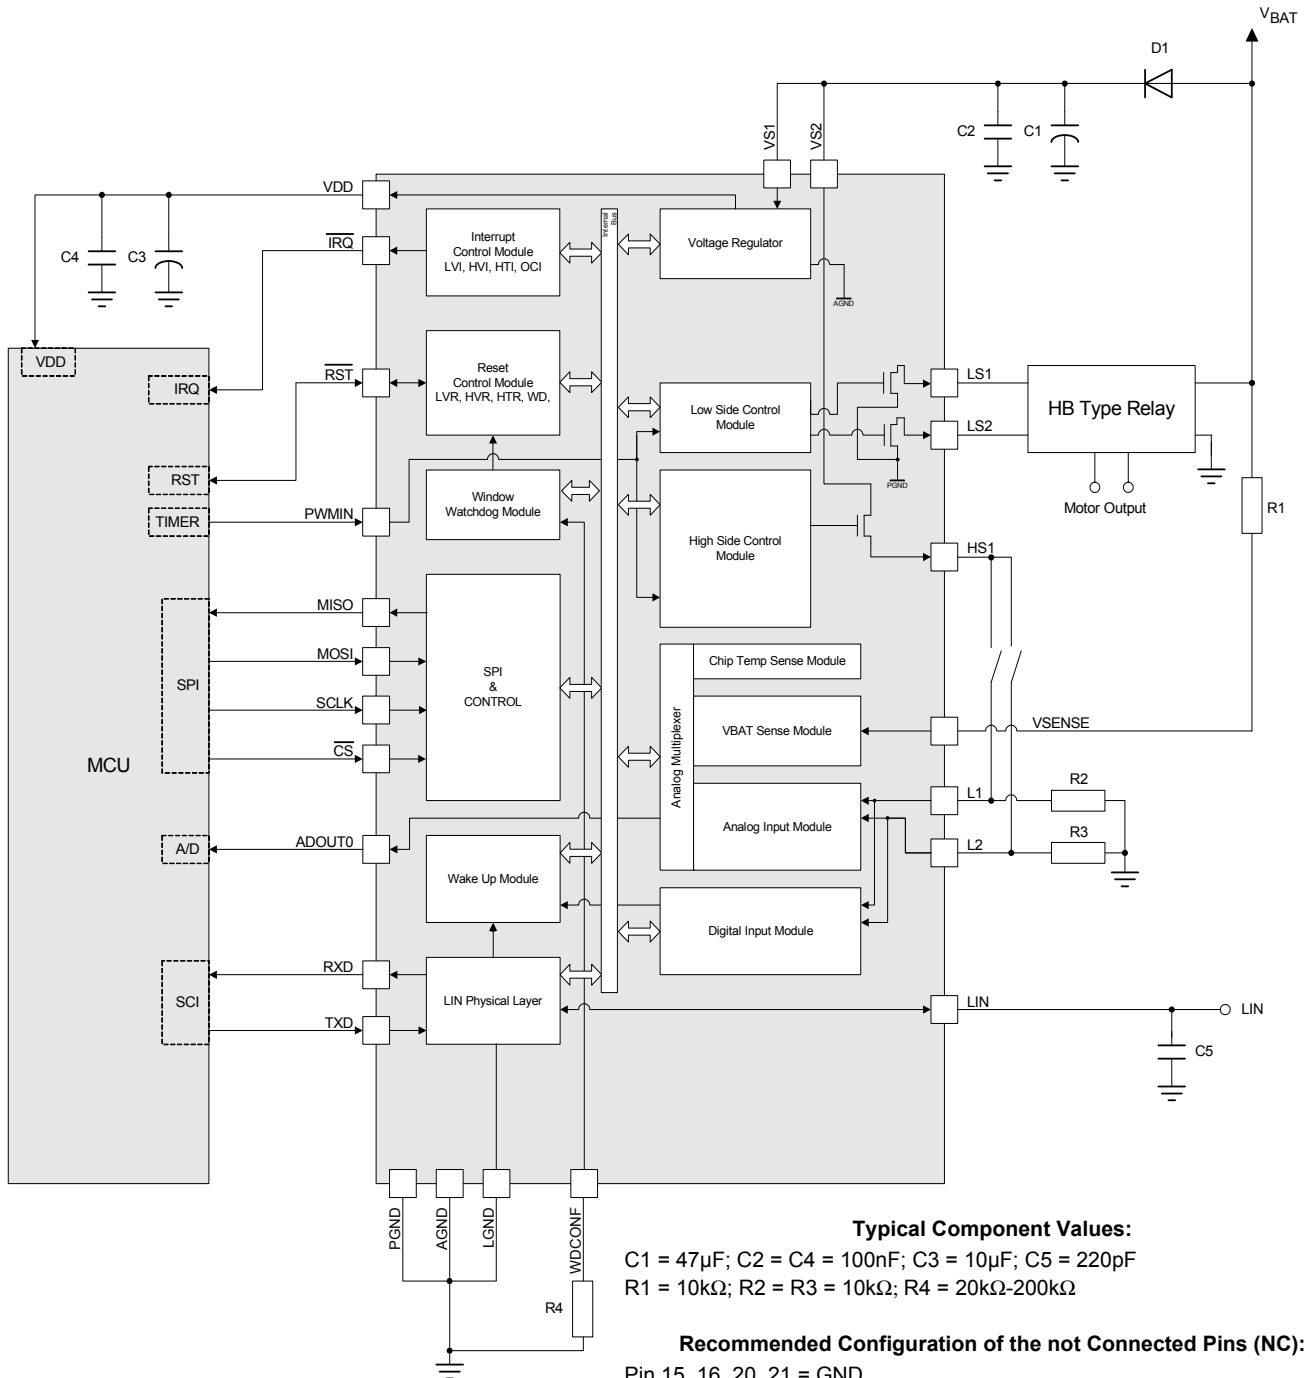 VBAT
D1
C2
C1
VS1
VS2
VDD
IRQ
C4
C3
Interrupt
Control Module
LVI, HVI, HTI, OCI
Internal
Bus
Voltage Regulator
AGND
VDD
IRQ
RST
Reset
Control Module
LVR, HVR, HTR, WD,
Low Side Control
Module
LS1
LS2
HB Type Relay
PGND
Motor Output
R1
RST
TIMER
PWMIN
Window
Watchdog Module
High Side Control
Module
HS1
MISO
MOSI
SCLK
CS
SPI
SPI
&
CONTROL
Chip Temp Sense Module
Analog Multiplexer
VBAT Sense Module
VSENSE
MCU
Analog Input Module
L1
R2
L2
R3
A/D
ADOUT0
Wake Up Module
Digital Input Module
RXD
SCI
TXD
LIN Physical Layer
LIN
LIN
C5
PGND
AGND
LGND
WDCONF
R4
Typical Component Values:
C1 = 47µF; C2 = C4 = 100nF; C3 = 10µF; C5 = 220pF
R1 = 10kΩ; R2 = R3 = 10kΩ; R4 = 20kΩ-200kΩ
Recommended Configuration of the not Connected Pins (NC):
Pin 15, 16, 20, 21 = GND